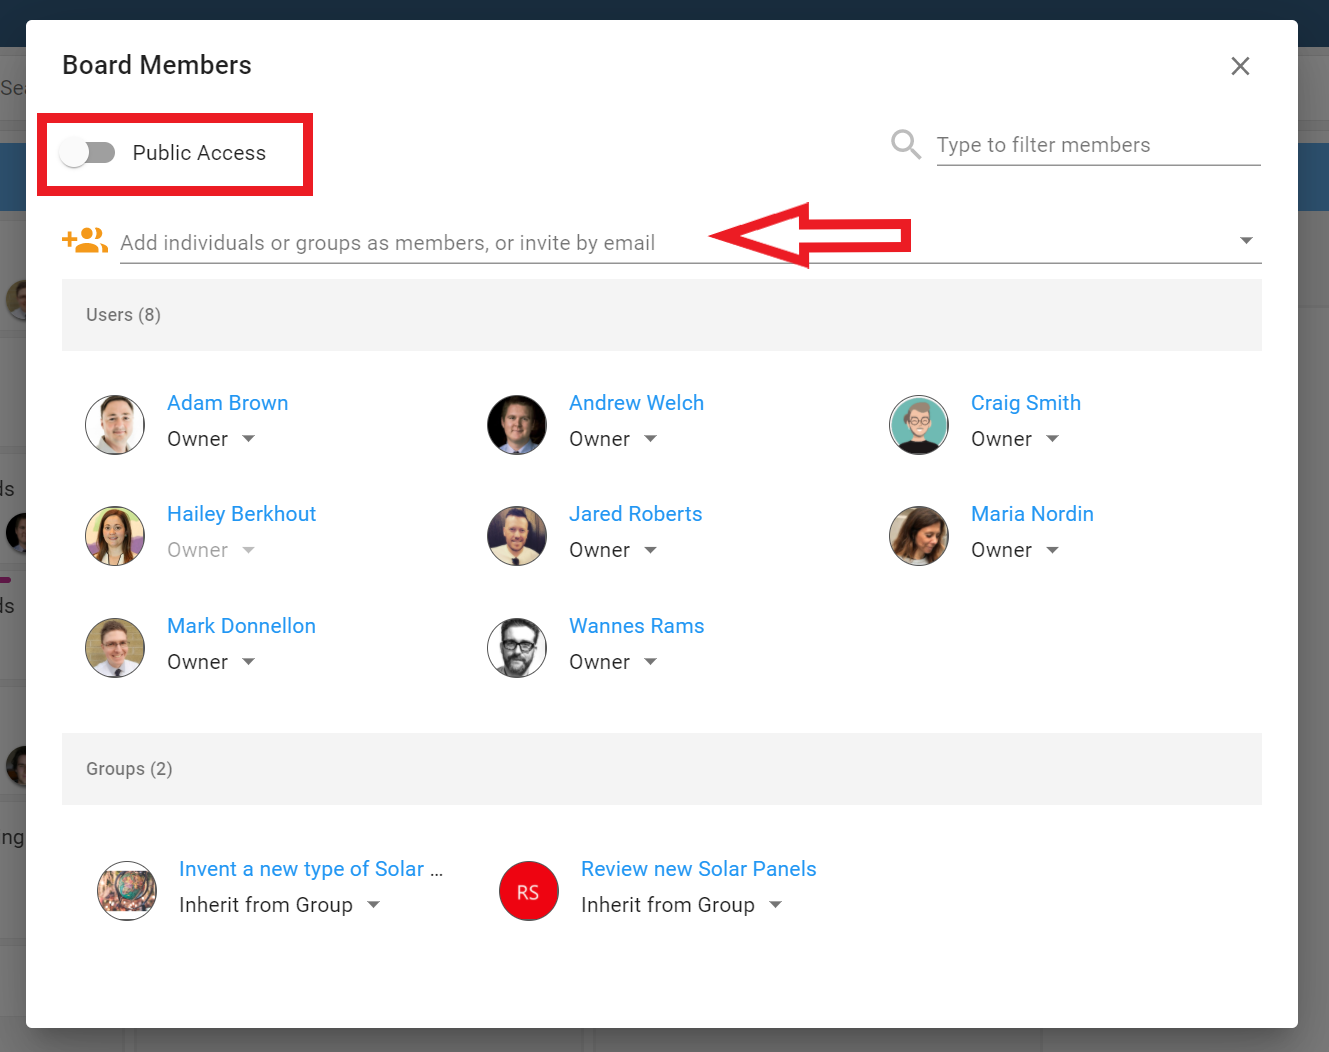 Board Members
Public Access
Type to filter members
Add individuals or groups as members, or invite by email
Users (8)
Adam Brown
Owner
Andrew Welch
Owner
Craig Smith
Owner
Hailey Berkhout
Owner
Jared Roberts
Owner
Maria Nordin
Owner
Mark Donnellon
Owner
Wannes Rams
Owner
Groups (2)
Invent a new type of Solar ...
Inherit from Group
RS
Review new Solar Panels
Inherit from Group